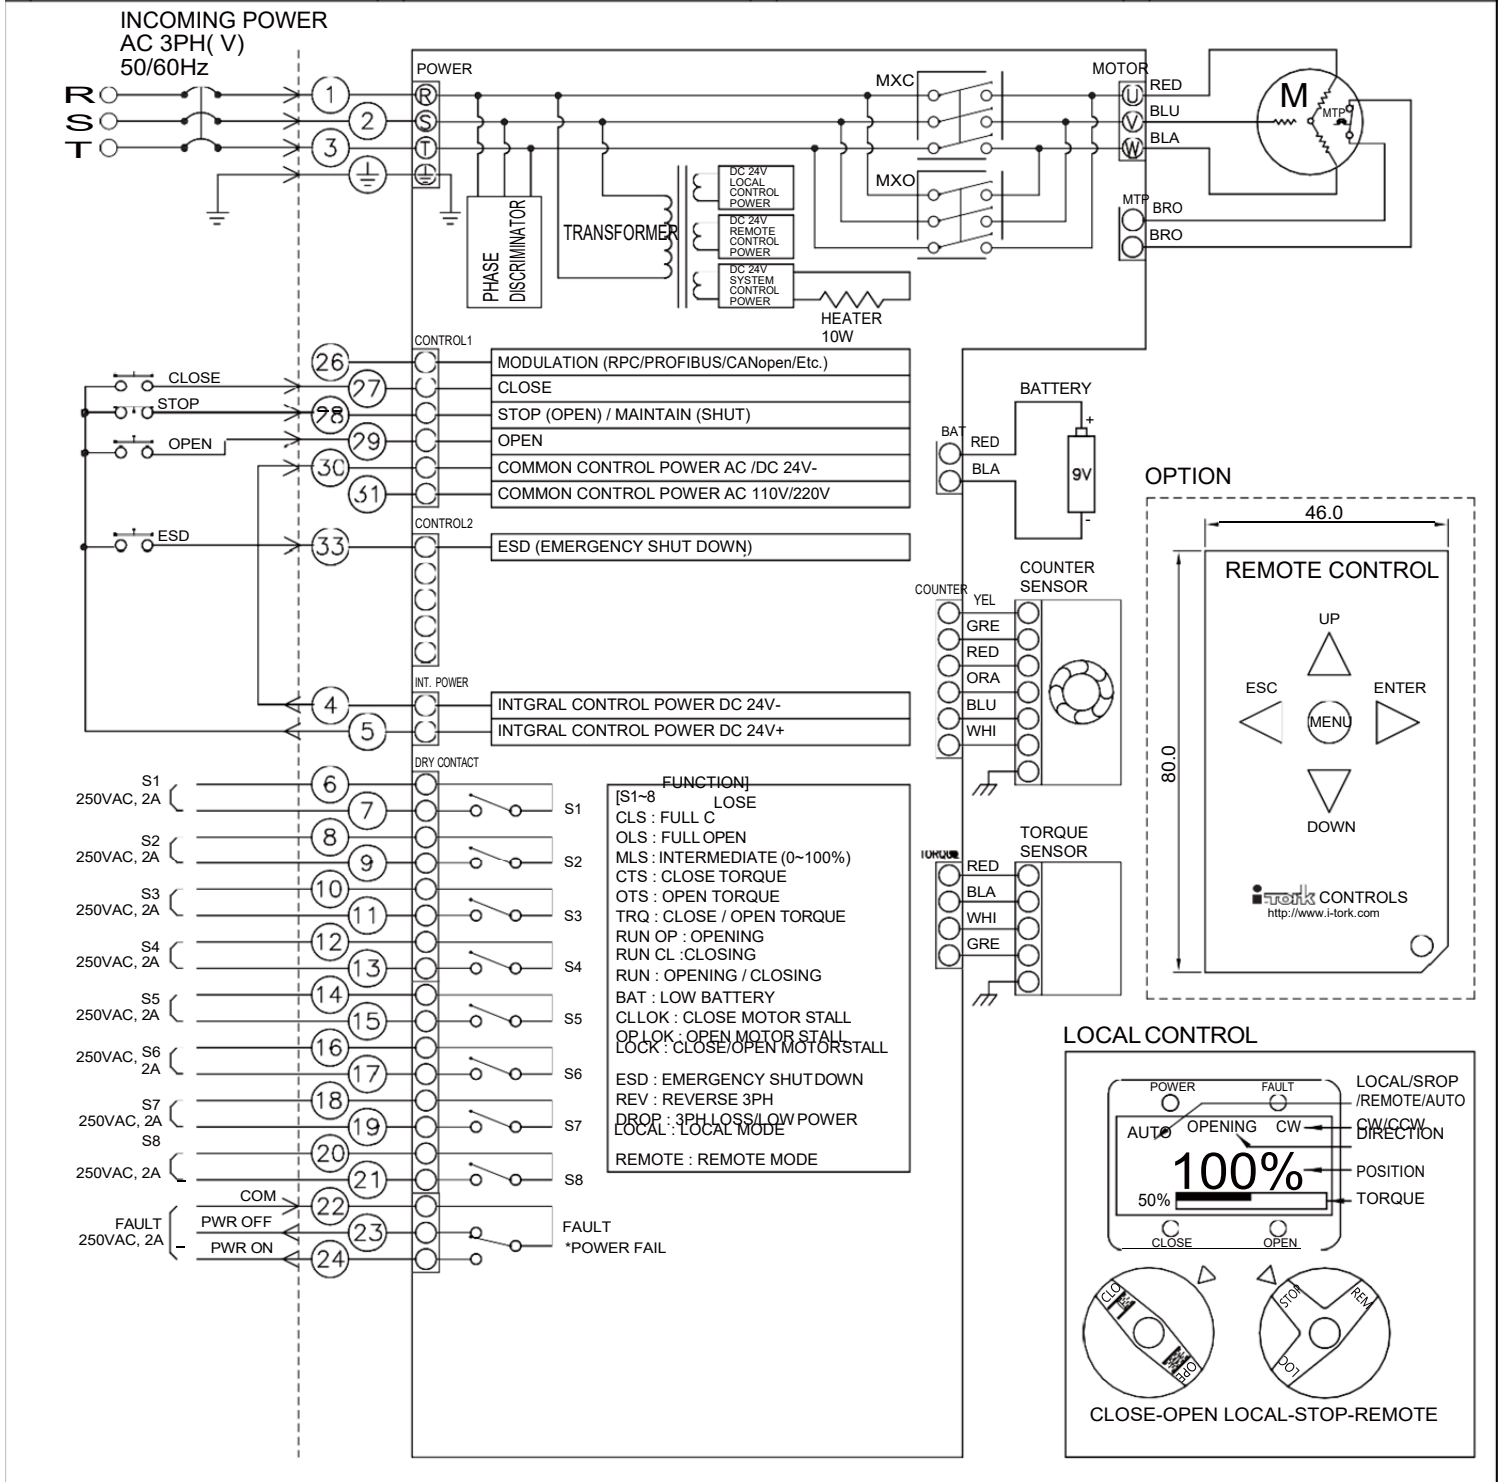 INCOMING POWER
AC 3PH( V)
50/60Hz
R
S
T
1
2
3
POWER
R
S
T
PHASE
DISCRIMINATOR
TRANSFORMER
DC 24V
LOCAL
CONTROL
POWER
DC 24V
REMOTE
CONTROL
POWER
DC 24V
SYSTEM
CONTROL
POWER
HEATER
10W
MXC
MXO
MOTOR
U RED
V BLU
W BLA
M
MTP
MTP
BRO
BRO
CONTROL1
26 MODULATION (RPC/PROFIBUS/CANopen/Etc.)
CLOSE 27 CLOSE
STOP 28 STOP (OPEN) / MAINTAIN (SHUT)
OPEN 29 OPEN
30 COMMON CONTROL POWER AC /DC 24V-
31 COMMON CONTROL POWER AC 110V/220V
CONTROL2
ESD 33 ESD (EMERGENCY SHUT DOWN)
INT. POWER
4 INTGRAL CONTROL POWER DC 24V-
5 INTGRAL CONTROL POWER DC 24V+
BATTERY
BAT
RED
BLA
+
9V
-
COUNTER
SENSOR
COUNTER
YEL
GRE
RED
ORA
BLU
WHI
TORQUE
SENSOR
RED
BLA
WHI
GRE
DRY CONTACT
S1
250VAC, 2A
6
7
S1
S2
250VAC, 2A
8
9
S2
S3
250VAC, 2A
10
11
S3
S4
250VAC, 2A
12
13
S4
S5
250VAC, 2A
14
15
S5
S6
250VAC, 2A
16
17
S6
S7
250VAC, 2A
18
19
S7
S8
250VAC, 2A
20
21
S8
FAULT
250VAC, 2A
COM 22
PWR OFF 23
PWR ON 24
FAULT
*POWER FAIL
FUNCTION]
[S1~8
LOSE
CLS : FULL C
OLS : FULL OPEN
MLS : INTERMEDIATE (0~100%)
CTS : CLOSE TORQUE
OTS : OPEN TORQUE
TRQ : CLOSE / OPEN TORQUE
RUN OP : OPENING
RUN CL :CLOSING
RUN : OPENING / CLOSING
BAT : LOW BATTERY
CLLOK : CLOSE MOTOR STALL
OP LOK : OPEN MOTOR STALL
LOCK : CLOSE/OPEN MOTORSTALL
ESD : EMERGENCY SHUTDOWN
REV : REVERSE 3PH
DROP : 3PH LOSS/LOW POWER
LOCAL : LOCAL MODE
REMOTE : REMOTE MODE
OPTION
46.0
80.0
REMOTE CONTROL
UP
ESC
MENU
ENTER
DOWN
i-Tork CONTROLS
http://www.i-tork.com
LOCAL CONTROL
POWER
FAULT
AUTO
OPENING
CW
100%
50%
CLOSE
OPEN
LOCAL/SROP
/REMOTE/AUTO
CW/CCW
DIRECTION
POSITION
TORQUE
CLO
OPE
STOP
REM
LOC
CLOSE-OPEN LOCAL-STOP-REMOTE